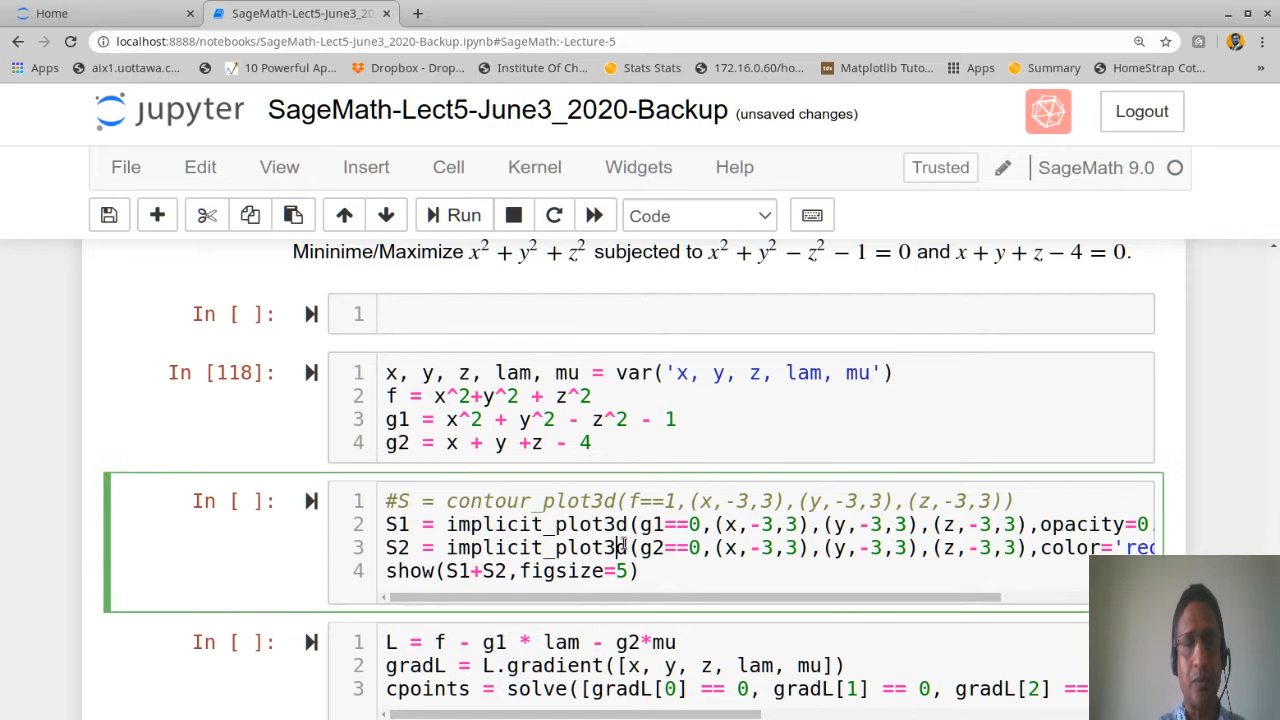 Home
SageMath-Lect5-June3_20
localhost:8888/notebooks/SageMath-Lect5-June3_2020-Backup.ipynb#SageMath:-Lecture-5
Apps aix1.uottawa.c... 10 Powerful Ap... Dropbox - Drop... Institute Of Ch... Stats Stats 172.16.0.60/ho... Matplotlib Tuto... Apps Summary HomeStrap Cot... »
jupyter SageMath-Lect5-June3_2020-Backup (unsaved changes) Logout
File Edit View Insert Cell Kernel Widgets Help Trusted SageMath 9.0
Run Code
Mininime/Maximize x² + y² + z² subjected to x² + y² − z² − 1 = 0 and x + y + z − 4 = 0.
In [ ]: 1
In [118]: 1 x, y, z, lam, mu = var('x, y, z, lam, mu')
2 f = x^2+y^2 + z^2
3 g1 = x^2 + y^2 - z^2 - 1
4 g2 = x + y +z - 4
In [ ]: 1 #S = contour_plot3d(f==1,(x,-3,3),(y,-3,3),(z,-3,3))
2 S1 = implicit_plot3d(g1==0,(x,-3,3),(y,-3,3),(z,-3,3),opacity=0.
3 S2 = implicit_plot3d(g2==0,(x,-3,3),(y,-3,3),(z,-3,3),color='rec
4 show(S1+S2,figsize=5)
In [ ]: 1 L = f - g1 * lam - g2*mu
2 gradL = L.gradient([x, y, z, lam, mu])
3 cpoints = solve([gradL[0] == 0, gradL[1] == 0, gradL[2] ==